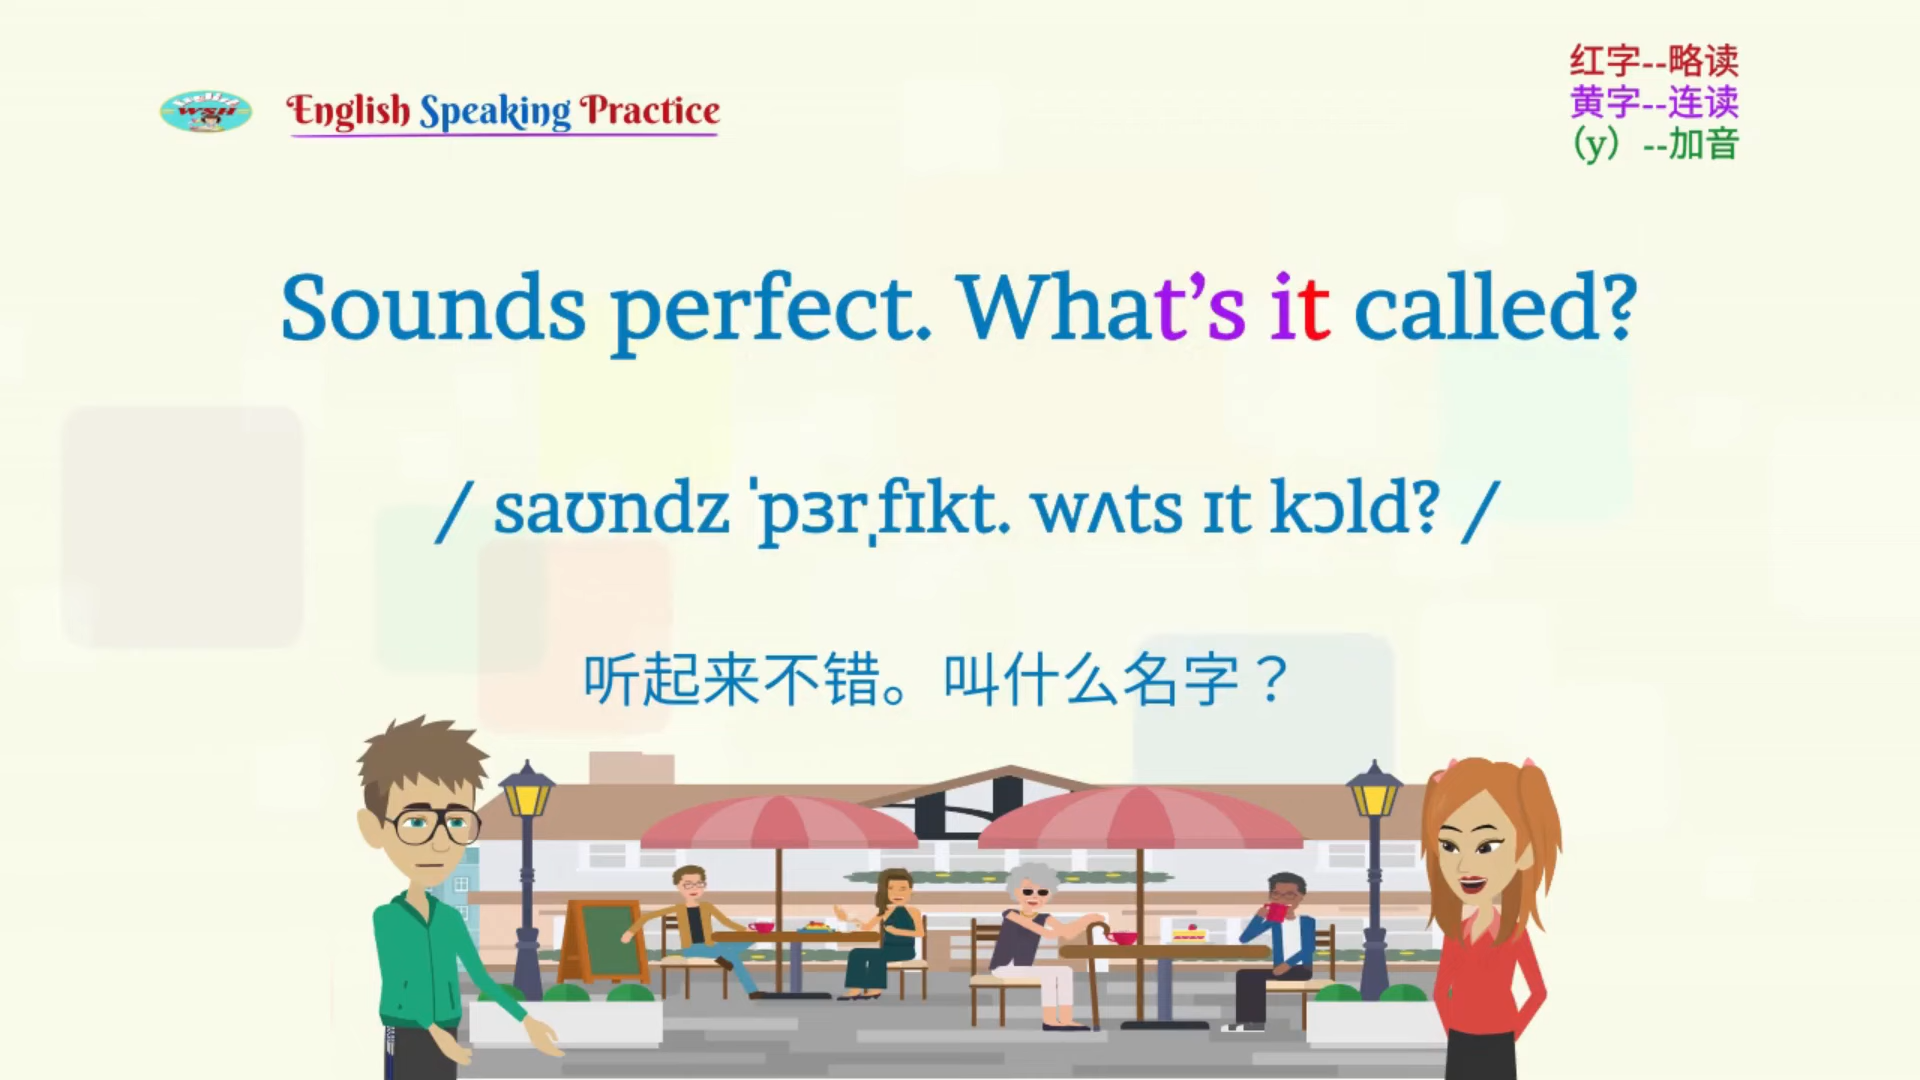 WSH
English Speaking Practice
红字--略读
黄字--连读
（y）--加音
Sounds perfect. What’s it called?
/ saʊndz ˈpɜrˌfɪkt. wʌts ɪt kɔld? /
听起来不错。叫什么名字？